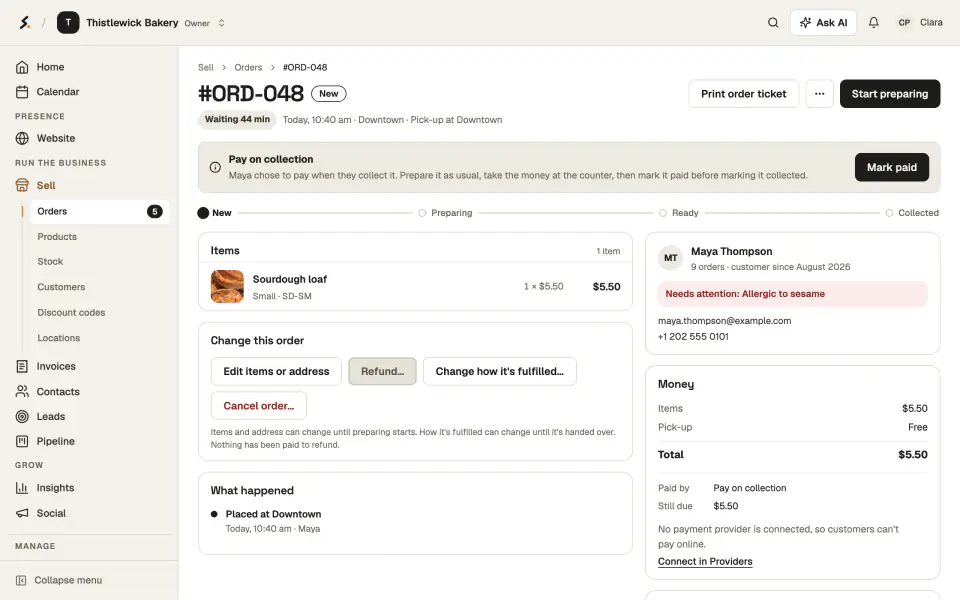 / T Thistlewick Bakery Owner
Ask AI CP Clara
Home
Calendar
PRESENCE
Website
RUN THE BUSINESS
Sell
Orders 5
Products
Stock
Customers
Discount codes
Locations
Invoices
Contacts
Leads
Pipeline
GROW
Insights
Social
MANAGE
Collapse menu
Sell > Orders > #ORD-048
#ORD-048 New
Print order ticket ... Start preparing
Waiting 44 min Today, 10:40 am · Downtown · Pick-up at Downtown
Pay on collection
Maya chose to pay when they collect it. Prepare it as usual, take the money at the counter, then mark it paid before marking it collected.
Mark paid
New Preparing Ready Collected
Items 1 item
Sourdough loaf
Small · SD-SM
1 × $5.50 $5.50
Change this order
Edit items or address Refund... Change how it's fulfilled...
Cancel order...
Items and address can change until preparing starts. How it's fulfilled can change until it's handed over.
Nothing has been paid to refund.
What happened
Placed at Downtown
Today, 10:40 am · Maya
MT Maya Thompson
9 orders · customer since August 2026
Needs attention: Allergic to sesame
maya.thompson@example.com
+1 202 555 0101
Money
Items $5.50
Pick-up Free
Total $5.50
Paid by Pay on collection
Still due $5.50
No payment provider is connected, so customers can't
pay online.
Connect in Providers